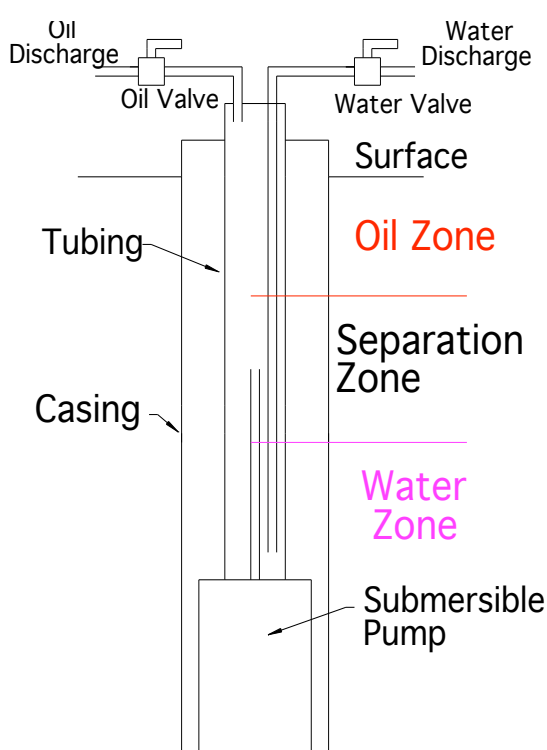 Oil
Discharge
Oil Valve
Water
Discharge
Water Valve
Surface
Tubing
Oil Zone
Separation
Zone
Casing
Water
Zone
Submersible
Pump